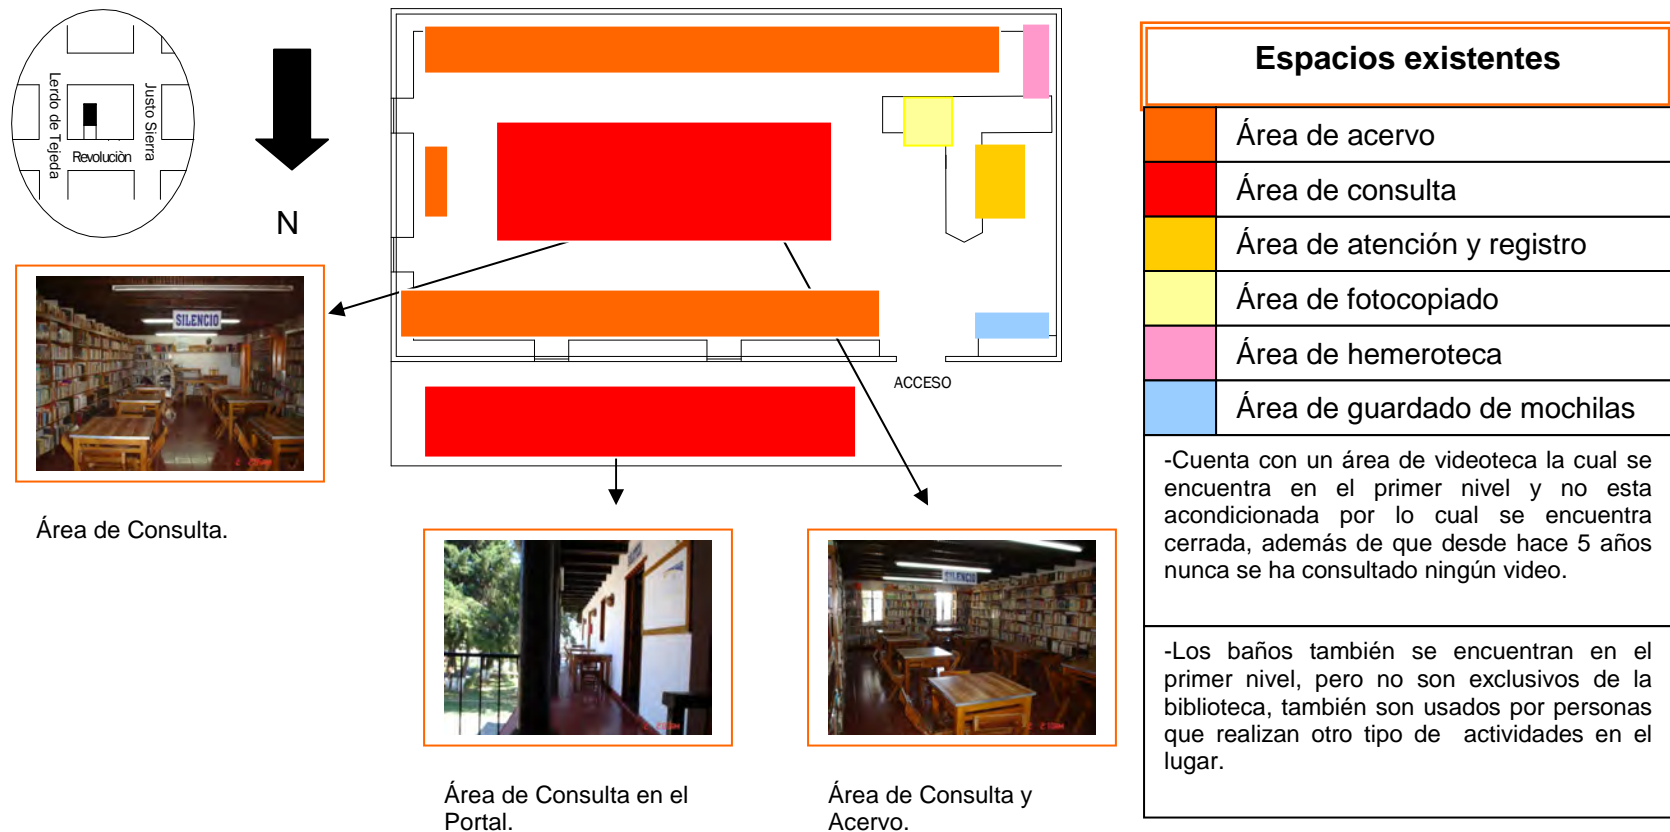 Lerdo de Tejeda
Justo Sierra
Revoluciòn
N
SILENCIO
Área de Consulta.
ACCESO
Área de Consulta en el
Portal.
SILENCIO
Área de Consulta y
Acervo.
Espacios existentes
Área de acervo
Área de consulta
Área de atención y registro
Área de fotocopiado
Área de hemeroteca
Área de guardado de mochilas
-Cuenta con un área de videoteca la cual se
encuentra en el primer nivel y no esta
acondicionada por lo cual se encuentra
cerrada, además de que desde hace 5 años
nunca se ha consultado ningún video.
-Los baños también se encuentran en el
primer nivel, pero no son exclusivos de la
biblioteca, también son usados por personas
que realizan otro tipo de actividades en el
lugar.